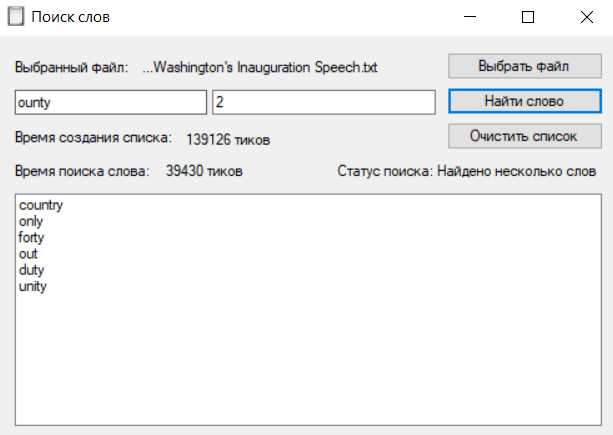 Поиск слов
Выбранный файл: ...Washington's Inauguration Speech.txt Выбрать файл
ounty 2 Найти слово
Время создания списка: 139126 тиков Очистить список
Время поиска слова: 39430 тиков Статус поиска: Найдено несколько слов
country
only
forty
out
duty
unity